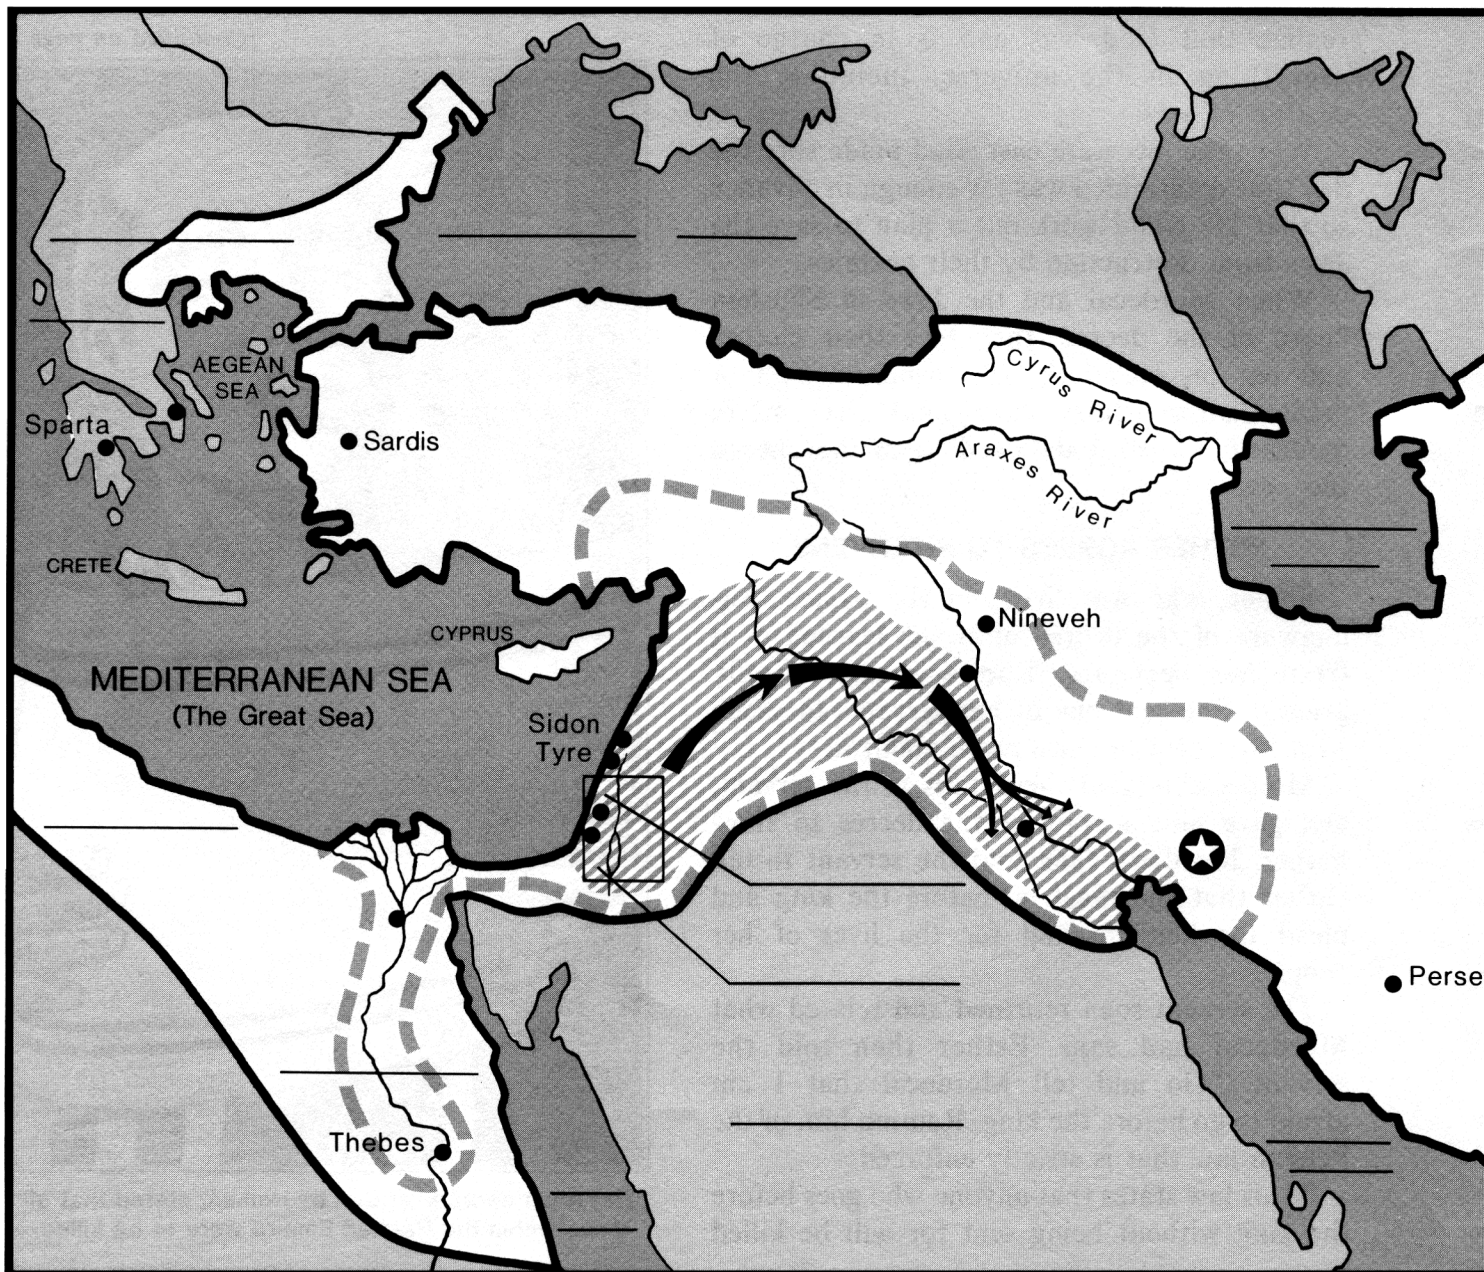 Cyrus River
AEGEAN
SEA
Sparta
Sardis
Araxes River
CRETE
Nineveh
CYPRUS
MEDITERRANEAN SEA
(The Great Sea)
Sidon
Tyre
Perse
Thebes